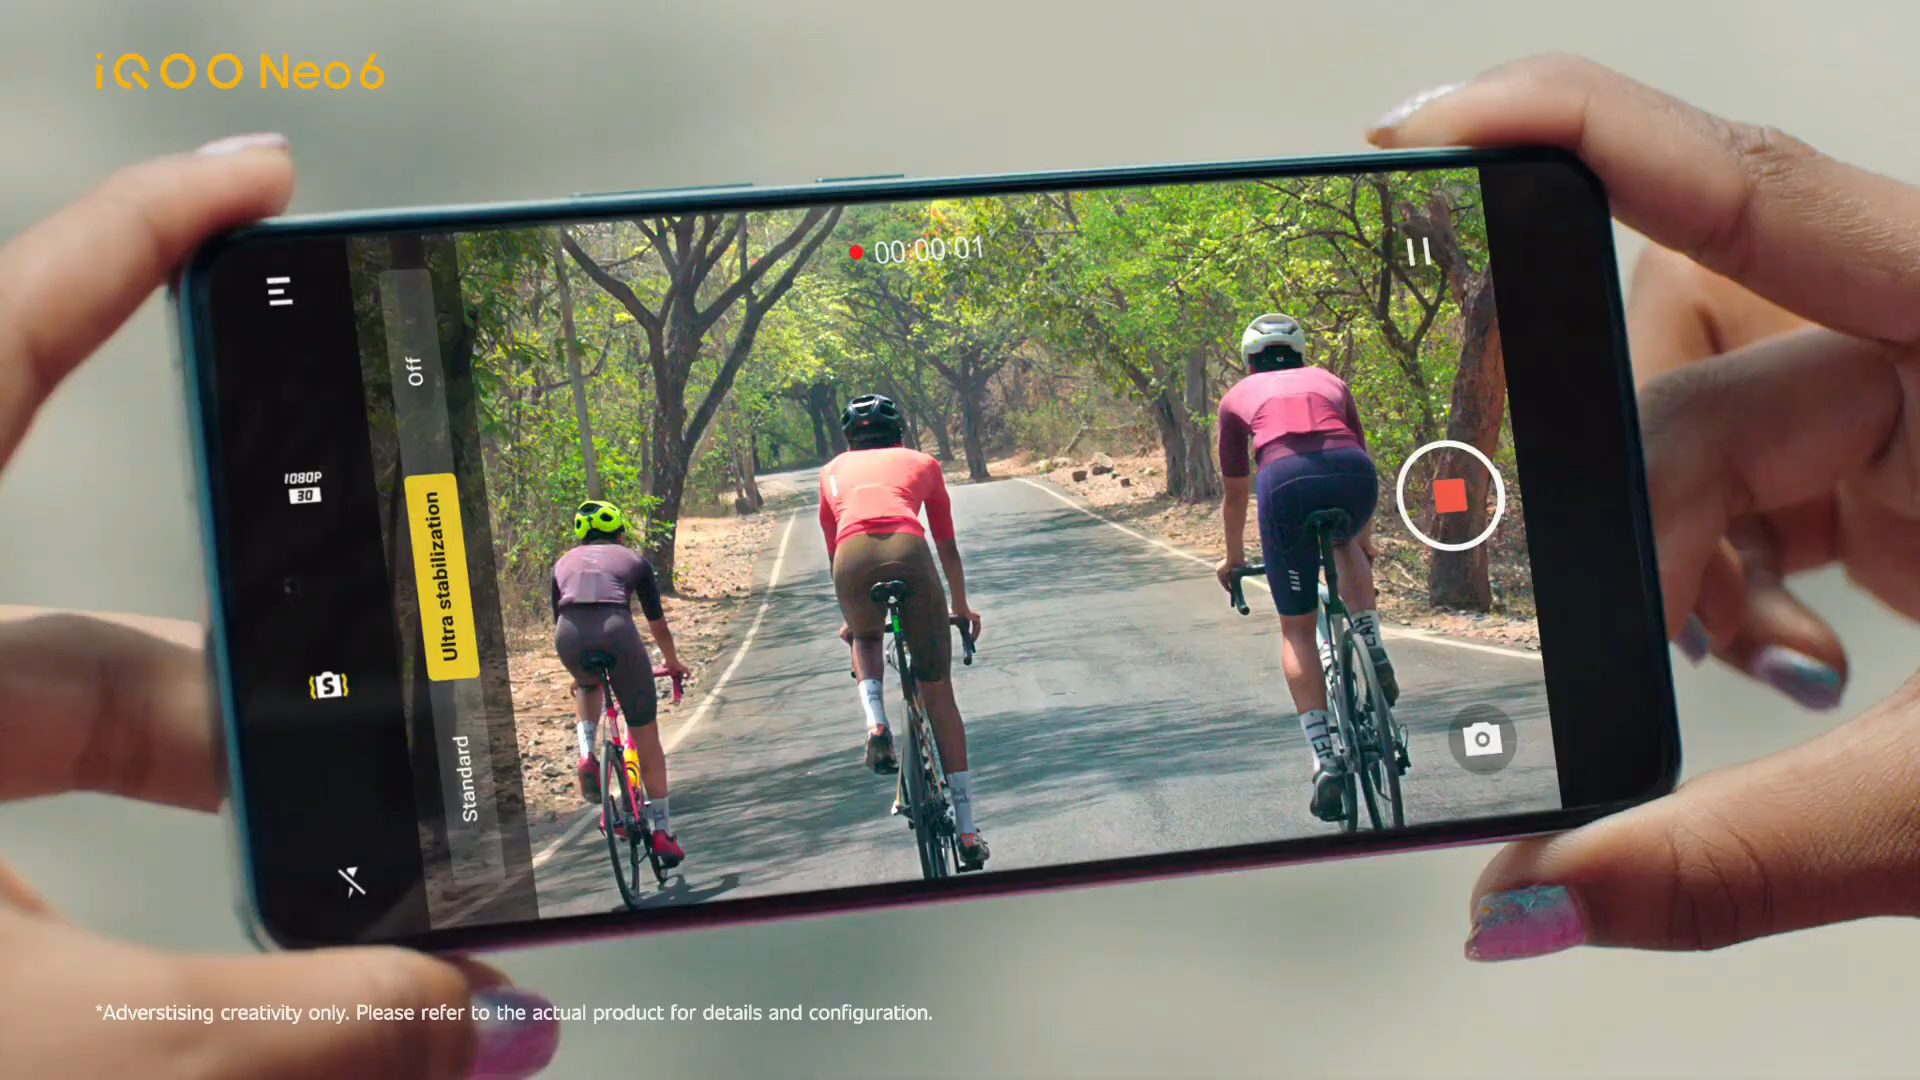 iQOO Neo6
00:00:01
Off
1080P
30
Ultra stabilization
S
Standard
*Adverstising creativity only. Please refer to the actual product for details and configuration.